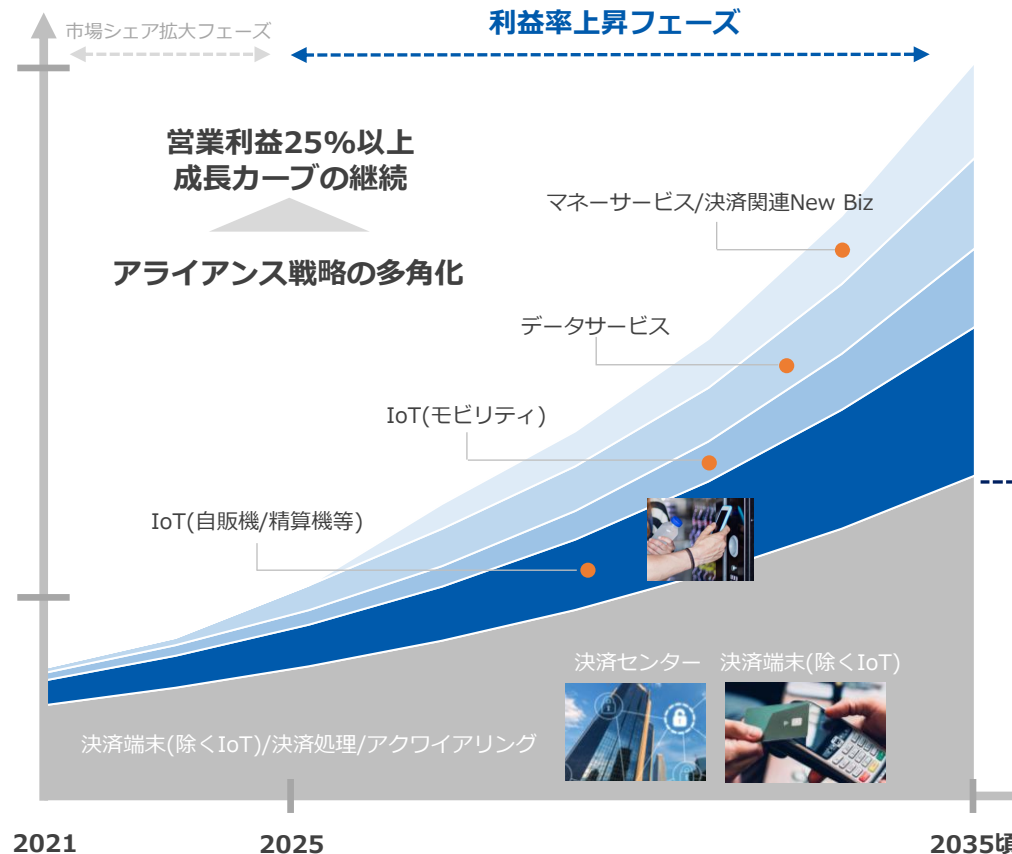 市場シェア拡大フェーズ
利益率上昇フェーズ
営業利益25%以上
成長カーブの継続
アライアンス戦略の多角化
マネーサービス/決済関連New Biz
データサービス
IoT(モビリティ)
IoT(自販機/精算機等)
決済センター
決済端末(除くIoT)
決済端末(除くIoT)/決済処理/アクワイアリング
2021
2025
2035頃